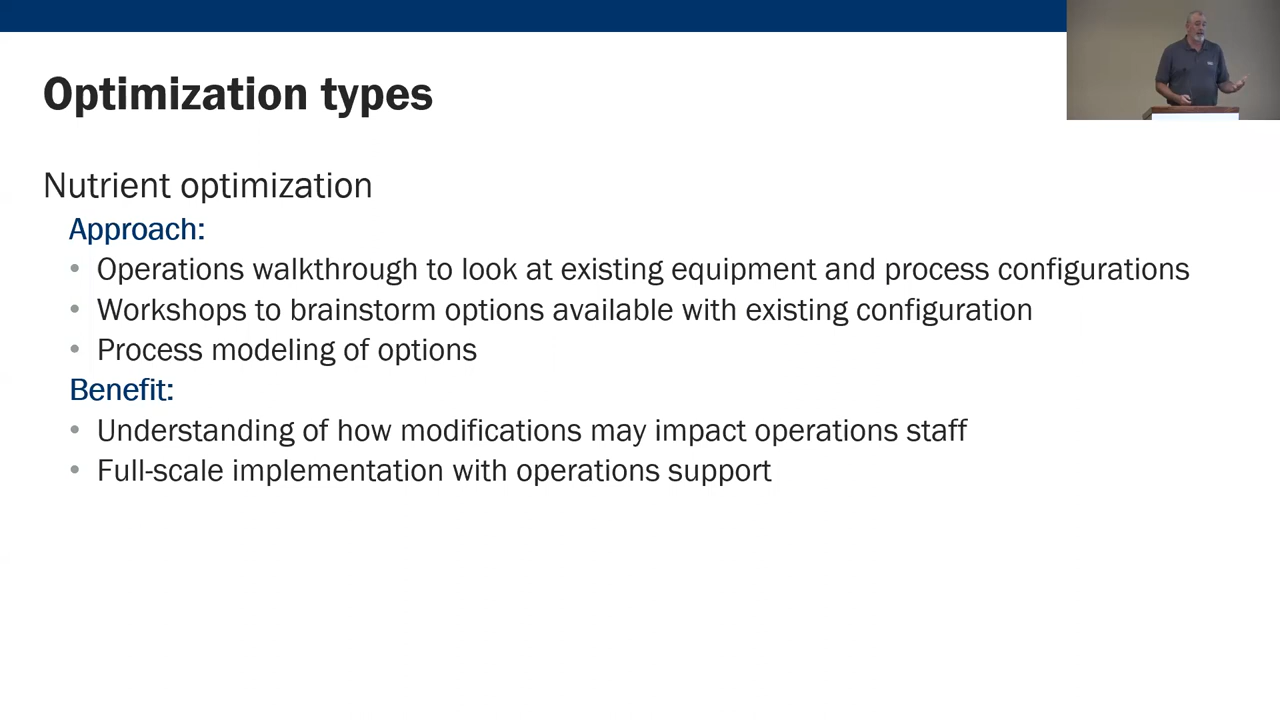 Optimization types
Nutrient optimization
Approach:
• Operations walkthrough to look at existing equipment and process configurations
• Workshops to brainstorm options available with existing configuration
• Process modeling of options
Benefit:
• Understanding of how modifications may impact operations staff
• Full-scale implementation with operations support